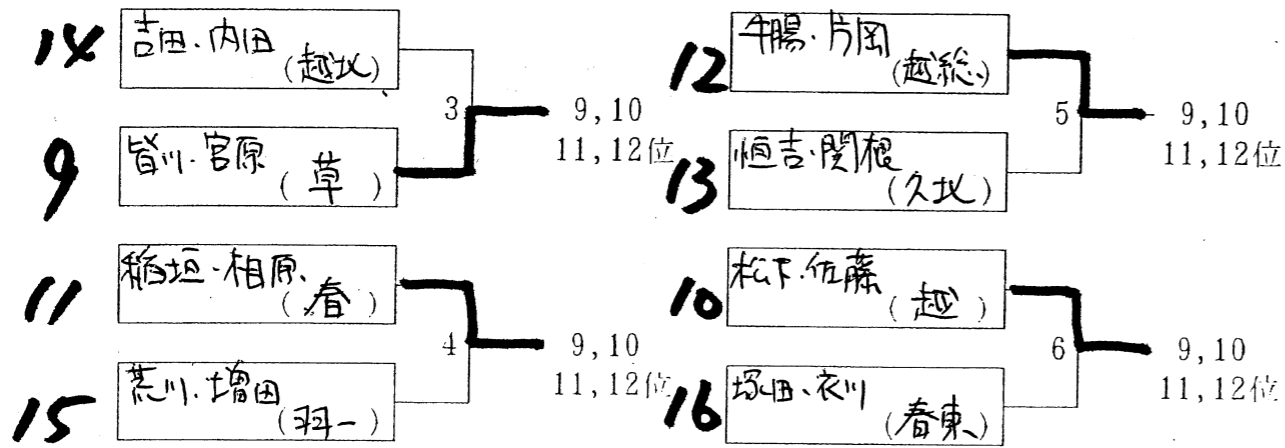 14 吉田・内田
(越北)
3
9,10
11,12位
9 皆川・宮原
(草)
11 稲垣・相原
(春)
4
9,10
11,12位
15 荒川・増田
(羽一)
12 牛腸・片岡
(越総)
5
9,10
11,12位
13 恒吉・関根
(久北)
10 松下・佐藤
(越)
6
9,10
11,12位
16 塚田・衣川
(春東)